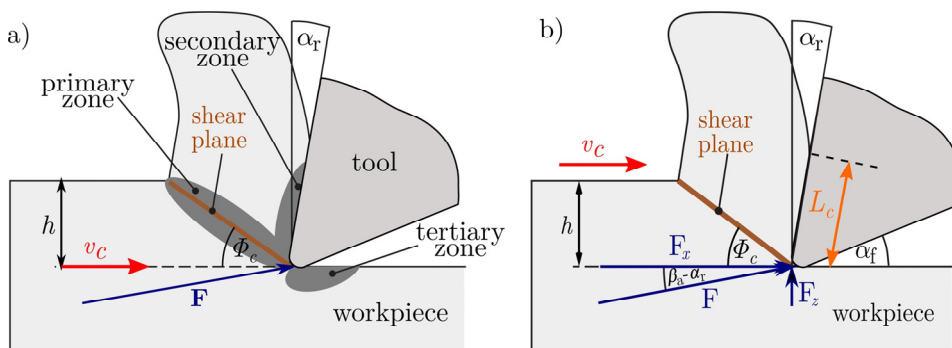 a)
secondary
zone
αr
primary
zone
shear
plane
tool
vc
h
Φc
tertiary
zone
F
workpiece
b)
αr
shear
plane
vc
Lc
h
Fx
Φc
αf
βa-αr
F
Fz
workpiece